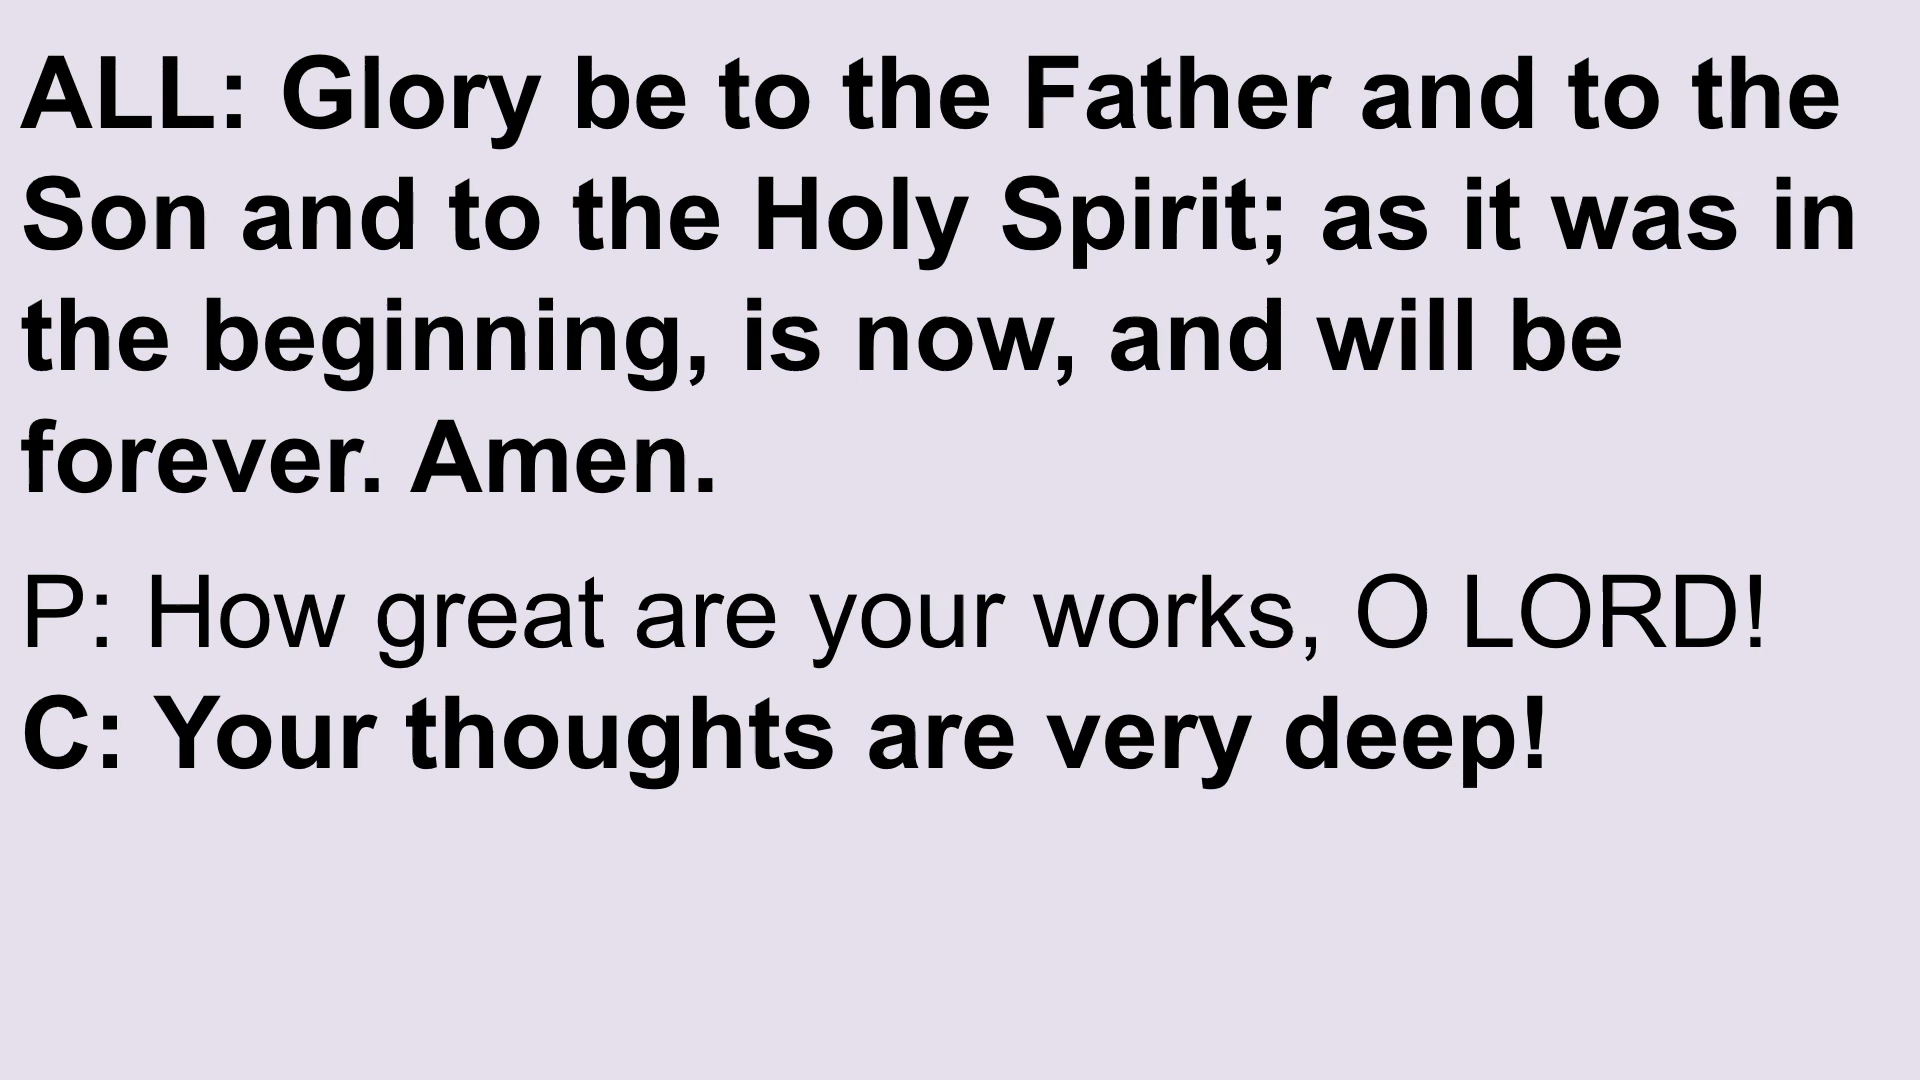 ALL: Glory be to the Father and to the
Son and to the Holy Spirit; as it was in
the beginning, is now, and will be
forever. Amen.
P: How great are your works, O LORD!
C: Your thoughts are very deep!